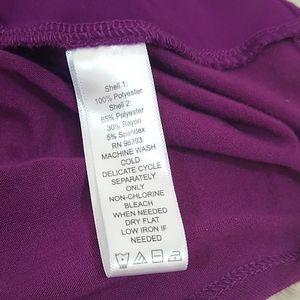 Shell 1:
100% Polyester
Shell 2:
65% Polyester
30% Rayon
5% Spandex
RN 96393
MACHINE WASH
COLD
DELICATE CYCLE
SEPARATELY
ONLY
NON-CHLORINE
BLEACH
WHEN NEEDED
DRY FLAT
LOW IRON IF
NEEDED